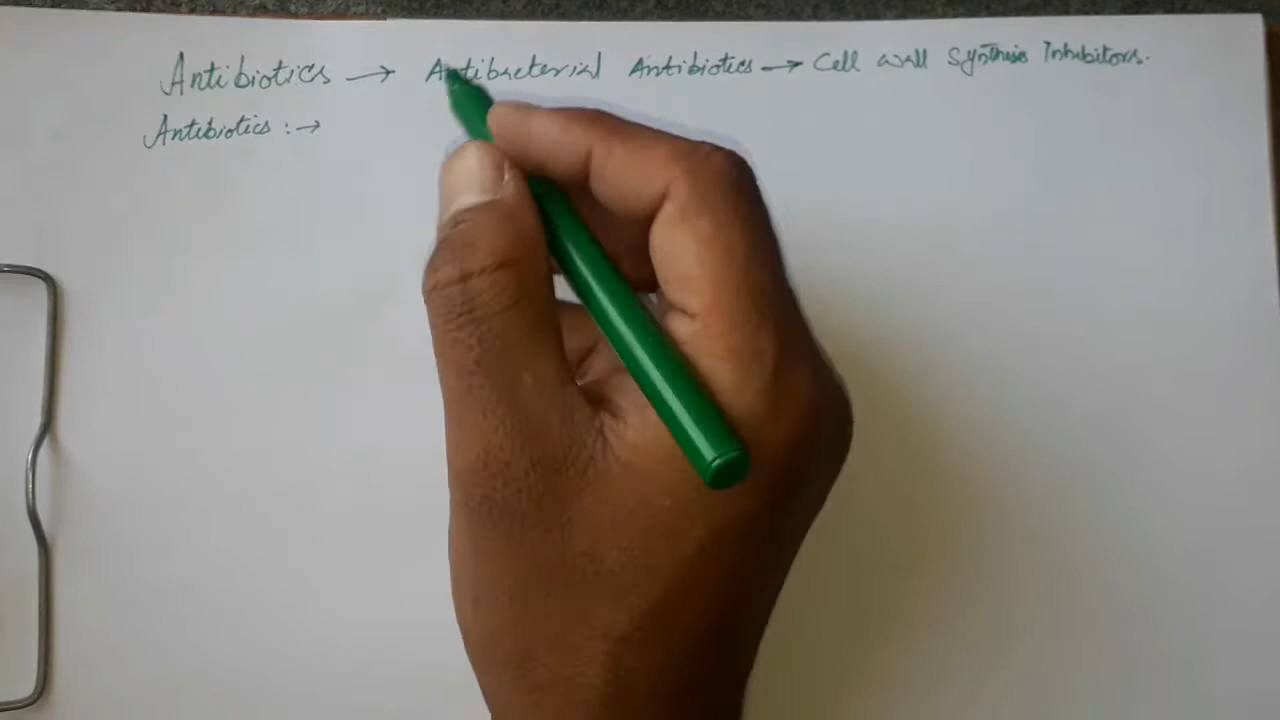 Antibiotics → Antibacterial Antibiotics → Cell wall Synthesis Inhibitors.
Antibiotics :→